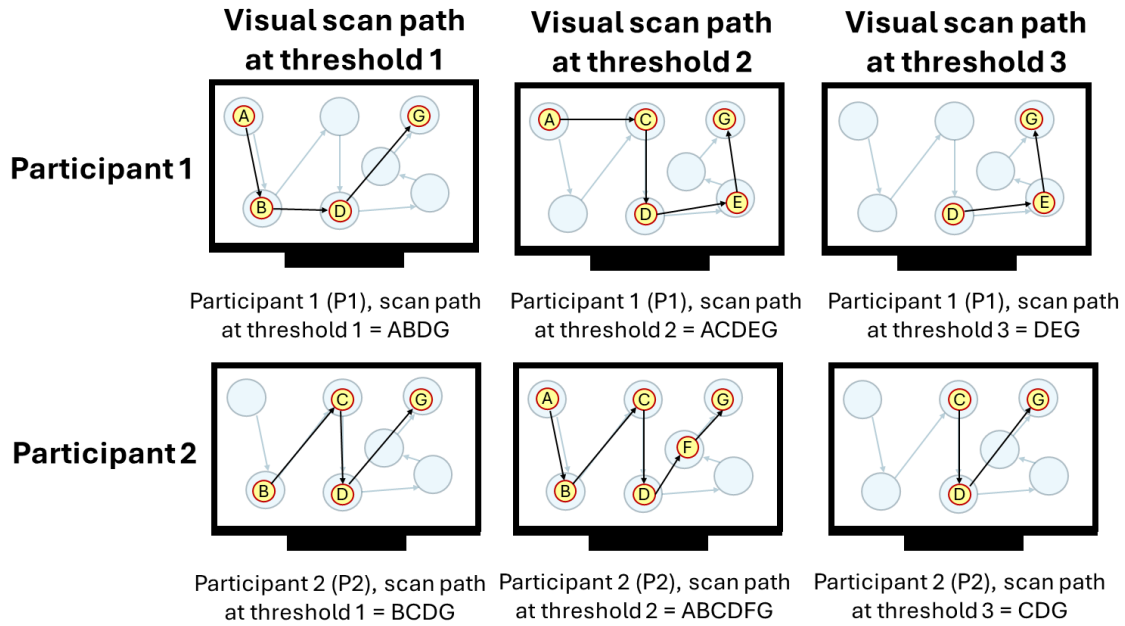 Visual scan path
at threshold 1
Visual scan path
at threshold 2
Visual scan path
at threshold 3
Participant 1
A
G
B
D
A
C
G
D
E
G
D
E
Participant 1 (P1), scan path
at threshold 1 = ABDG
Participant 1 (P1), scan path
at threshold 2 = ACDEG
Participant 1 (P1), scan path
at threshold 3 = DEG
Participant 2
C
G
B
D
A
C
G
F
B
D
C
G
D
Participant 2 (P2), scan path
at threshold 1 = BCDG
Participant 2 (P2), scan path
at threshold 2 = ABCDFG
Participant 2 (P2), scan path
at threshold 3 = CDG